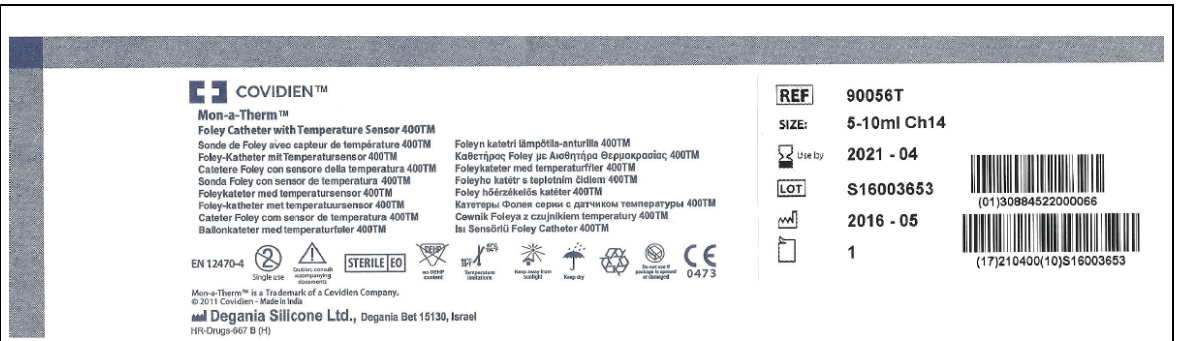 COVIDIEN™
Mon-a-Therm™
Foley Catheter with Temperature Sensor 400TM
Sonde de Foley avec capteur de température 400TM
Foley-Katheter mit Temperatursensor 400TM
Catetere Foley con sensore della temperatura 400TM
Sonda Foley con sensor de temperatura 400TM
Foleykateter med temperatursensor 400TM
Foley-katheter met temperatuursensor 400TM
Cateter Foley com sensor de temperatura 400TM
Ballonkateter med temperaturføler 400TM
Foleyn katetri lämpötila-anturilla 400TM
Καθετήρας Foley με Αισθητήρα Θερμοκρασίας 400TM
Foleykateter med temperaturffler 400TM
Foleyho katétr s teplotním čidlem 400TM
Foley hőérzékelős katéter 400TM
Катетеры Фолея серии с датчиком температуры 400TM
Cewnik Foleya z czujnikiem temperatury 400TM
Isı Sensörlü Foley Catheter 400TM
EN 12470-4
2
Single use
Caution, consult
accompanying
documents
STERILE EO
DEHP
no DEHP
content
Temperature
limitations
Keep away from
sunlight
Keep dry
Do not use if
package is opened
or damaged
CE
0473
Mon-a-Therm™ is a Trademark of a Covidien Company.
© 2011 Covidien - Made in India
Degania Silicone Ltd., Degania Bet 15130, Israel
HR-Drugs-667 B (H)
REF 90056T
SIZE: 5-10ml Ch14
Use by 2021 - 04
LOT S16003653
2016 - 05
1
(01)30884522000066
(17)210400(10)S16003653